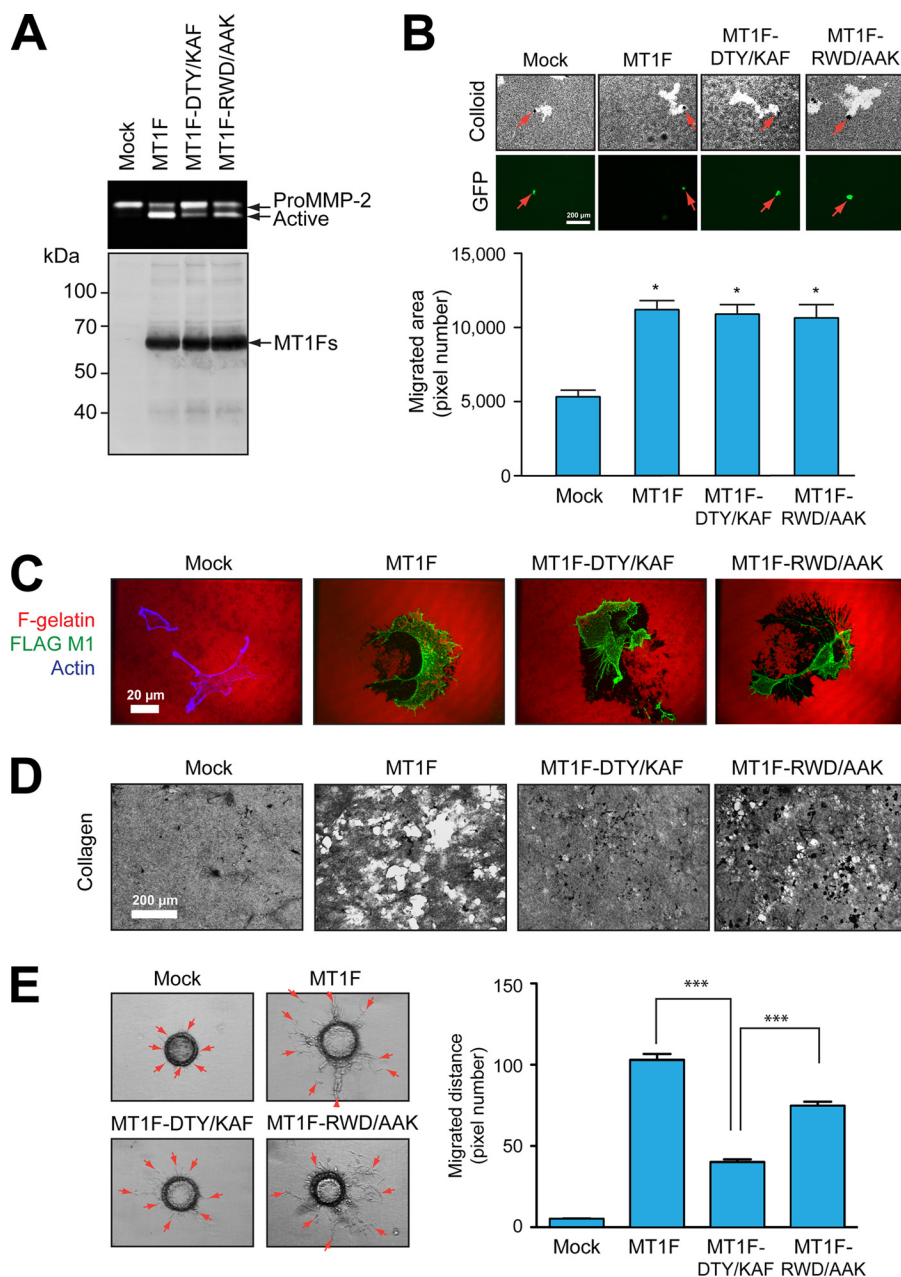 A
Mock
MT1F
MT1F-DTY/KAF
MT1F-RWD/AAK
ProMMP-2
Active
kDa
100
70
50
40
MT1Fs
B
Mock
MT1F
MT1F-
DTY/KAF
MT1F-
RWD/AAK
Colloid
GFP
200 µm
Migrated area
(pixel number)
15,000
10,000
5,000
0
* * *
Mock
MT1F
MT1F-
DTY/KAF
MT1F-
RWD/AAK
C
Mock
MT1F
MT1F-DTY/KAF
MT1F-RWD/AAK
F-gelatin
FLAG M1
Actin
20 µm
D
Mock
MT1F
MT1F-DTY/KAF
MT1F-RWD/AAK
Collagen
200 µm
E
Mock
MT1F
MT1F-DTY/KAF
MT1F-RWD/AAK
Migrated distance
(pixel number)
150
100
50
0
***
***
Mock
MT1F
MT1F-
DTY/KAF
MT1F-
RWD/AAK